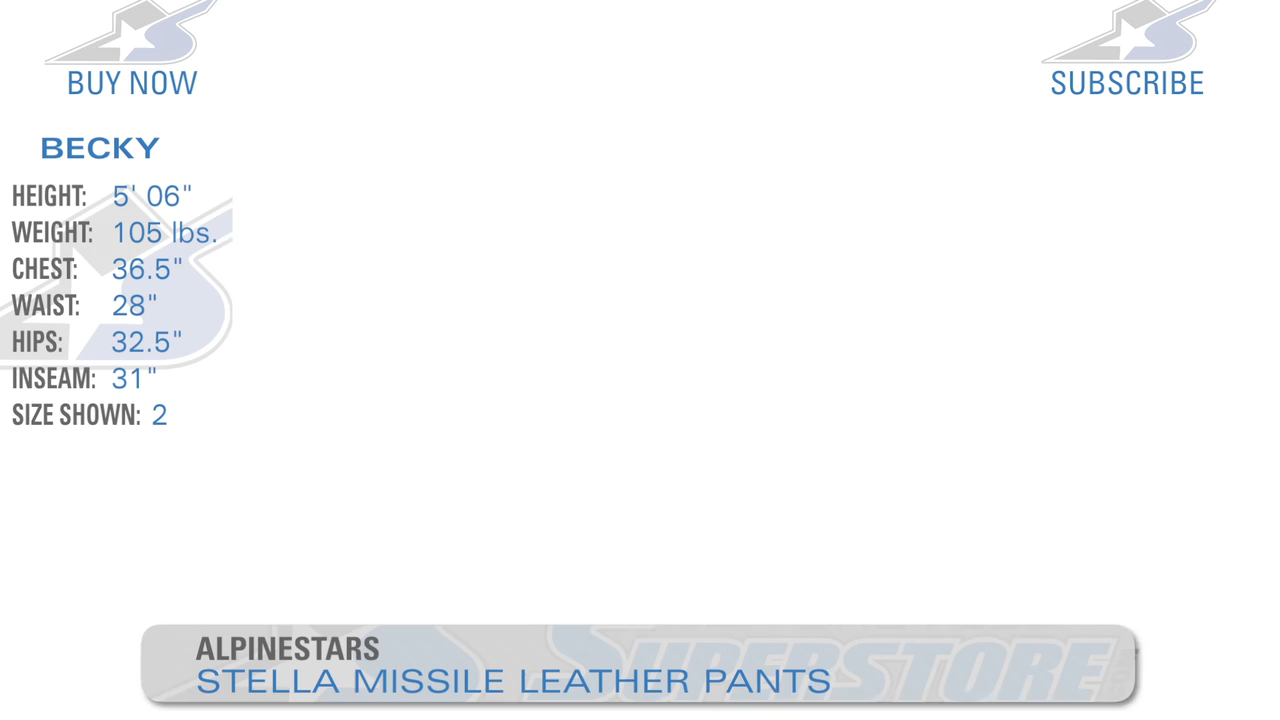 BUY NOW
SUBSCRIBE
BECKY
HEIGHT: 5' 06"
WEIGHT: 105 lbs.
CHEST: 36.5"
WAIST: 28"
HIPS: 32.5"
INSEAM: 31"
SIZE SHOWN: 2
ALPINESTARS
STELLA MISSILE LEATHER PANTS
SUPERSTORE